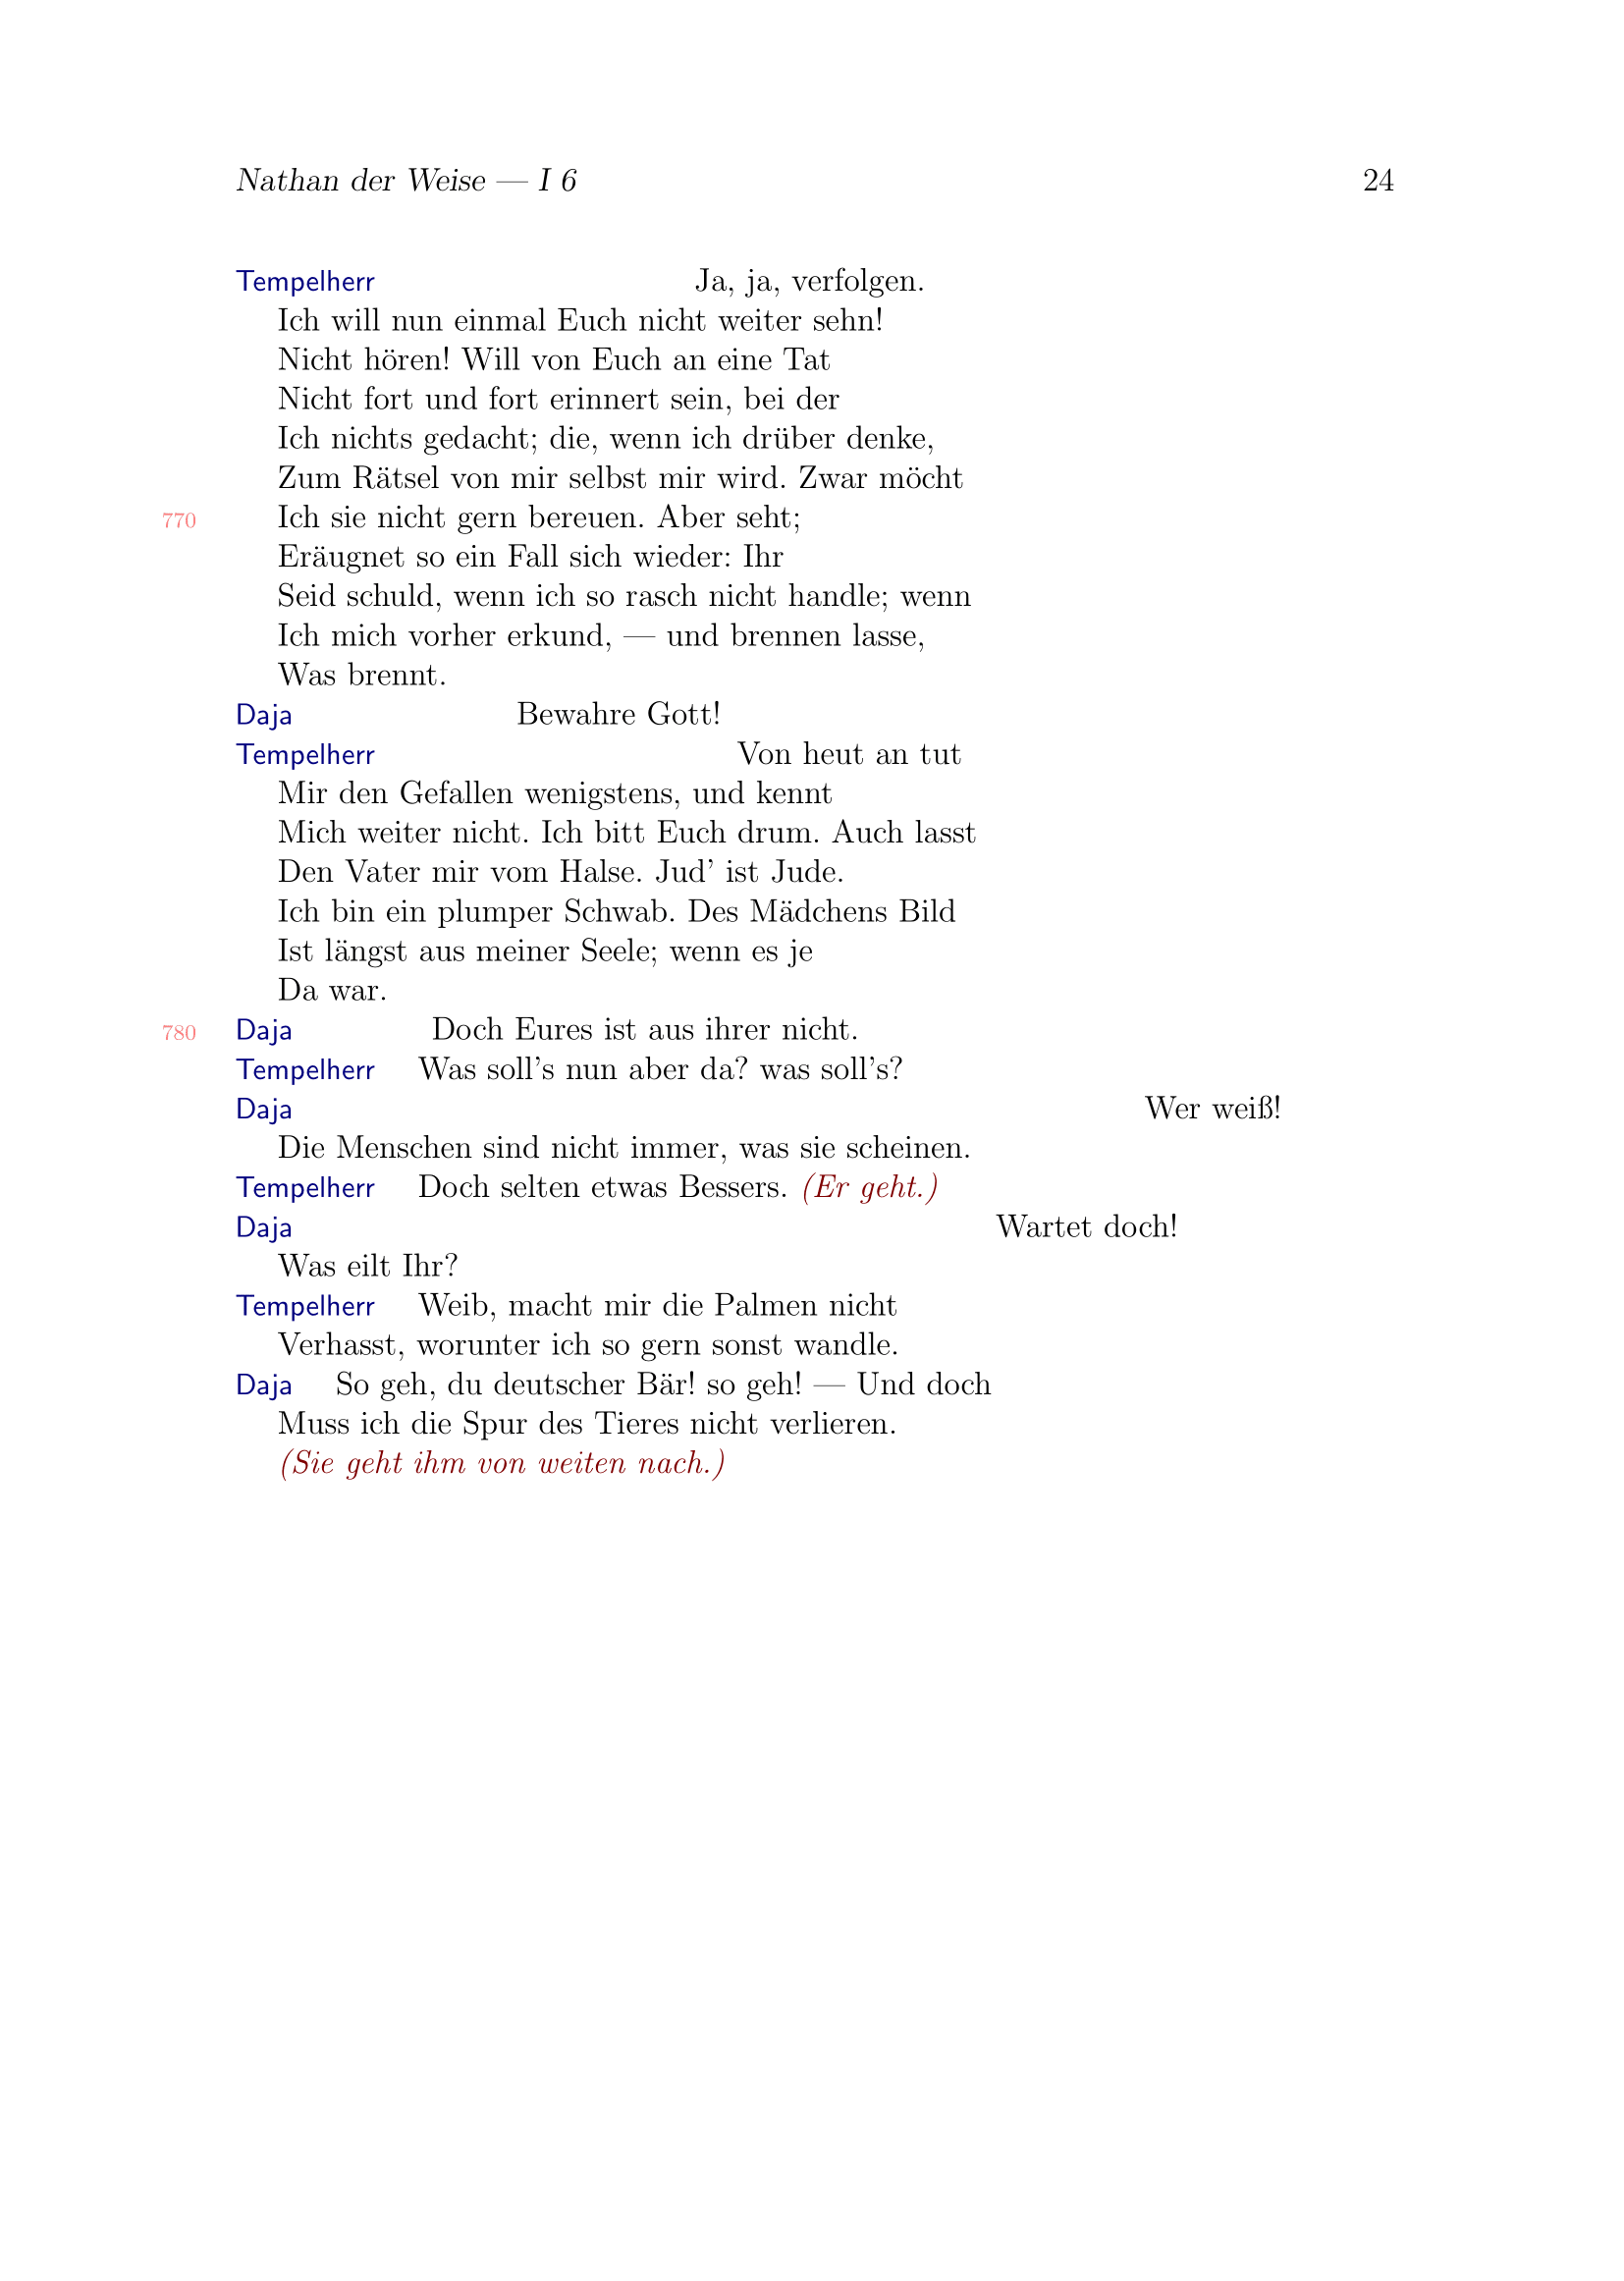 Nathan der Weise — I 6 24
Tempelherr Ja, ja, verfolgen.
Ich will nun einmal Euch nicht weiter sehn!
Nicht hören! Will von Euch an eine Tat
Nicht fort und fort erinnert sein, bei der
Ich nichts gedacht; die, wenn ich drüber denke,
Zum Rätsel von mir selbst mir wird. Zwar möcht
770 Ich sie nicht gern bereuen. Aber seht;
Eräugnet so ein Fall sich wieder: Ihr
Seid schuld, wenn ich so rasch nicht handle; wenn
Ich mich vorher erkund, — und brennen lasse,
Was brennt.
Daja Bewahre Gott!
Tempelherr Von heut an tut
Mir den Gefallen wenigstens, und kennt
Mich weiter nicht. Ich bitt Euch drum. Auch lasst
Den Vater mir vom Halse. Jud’ ist Jude.
Ich bin ein plumper Schwab. Des Mädchens Bild
Ist längst aus meiner Seele; wenn es je
Da war.
780 Daja Doch Eures ist aus ihrer nicht.
Tempelherr Was soll’s nun aber da? was soll’s?
Daja Wer weiß!
Die Menschen sind nicht immer, was sie scheinen.
Tempelherr Doch selten etwas Bessers. (Er geht.)
Daja Wartet doch!
Was eilt Ihr?
Tempelherr Weib, macht mir die Palmen nicht
Verhasst, worunter ich so gern sonst wandle.
Daja So geh, du deutscher Bär! so geh! — Und doch
Muss ich die Spur des Tieres nicht verlieren.
(Sie geht ihm von weiten nach.)